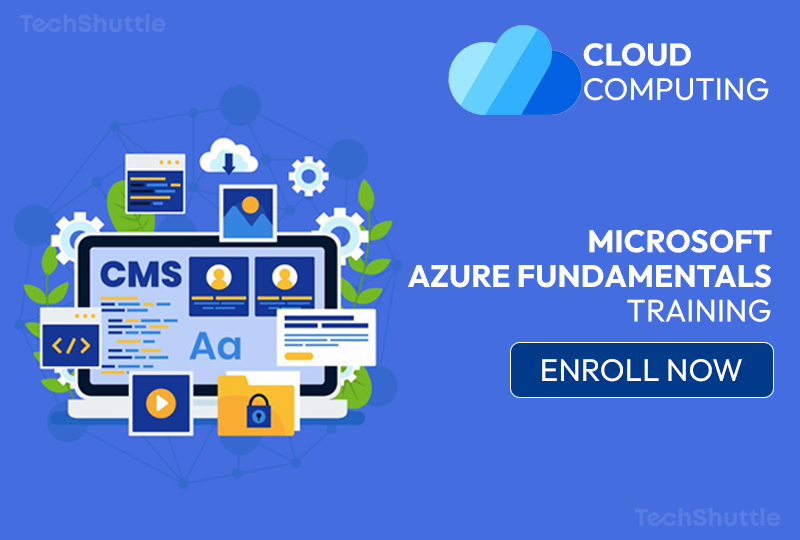 TechShuttle
CLOUD
COMPUTING
CMS
Aa
</>
MICROSOFT
AZURE FUNDAMENTALS
TRAINING
ENROLL NOW
TechShuttle